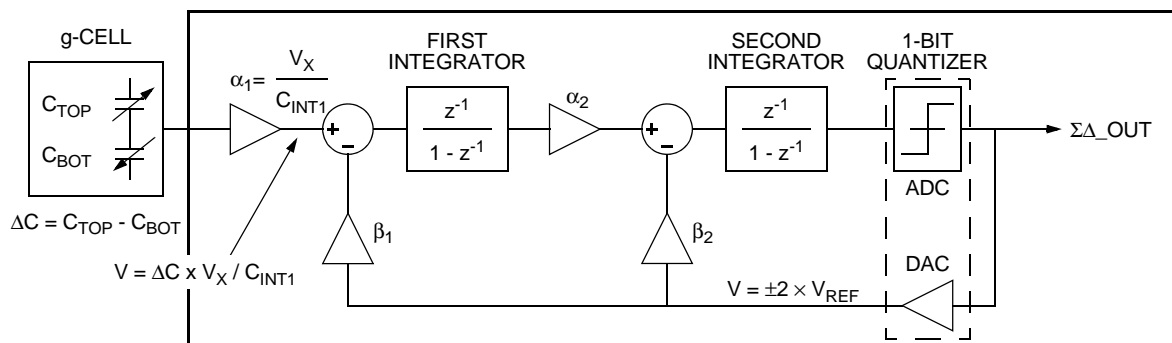 g-CELL
C_TOP
C_BOT
ΔC = C_TOP - C_BOT
α₁= V_X / C_INT1
V = ΔC x V_X / C_INT1
FIRST
INTEGRATOR
z⁻¹
1 - z⁻¹
α₂
SECOND
INTEGRATOR
z⁻¹
1 - z⁻¹
1-BIT
QUANTIZER
ADC
ΣΔ_OUT
β₁
β₂
DAC
V = ±2 × V_REF
+
-
+
-